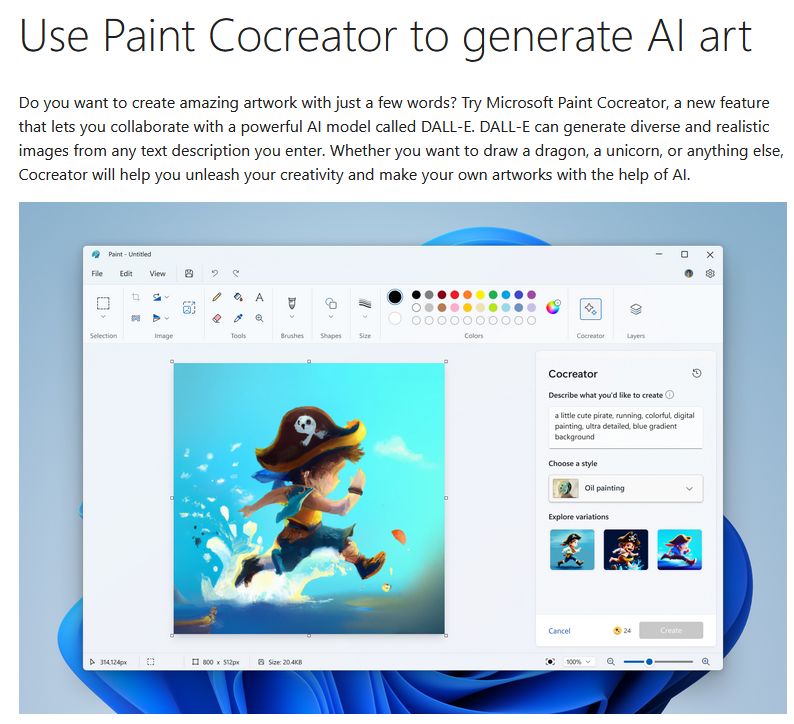 Use Paint Cocreator to generate AI art
Do you want to create amazing artwork with just a few words? Try Microsoft Paint Cocreator, a new feature
that lets you collaborate with a powerful AI model called DALL-E. DALL-E can generate diverse and realistic
images from any text description you enter. Whether you want to draw a dragon, a unicorn, or anything else,
Cocreator will help you unleash your creativity and make your own artworks with the help of AI.
Paint - Untitled
File Edit View
A
Selection Image Tools Brushes Shapes Size Colors Cocreator Layers
Cocreator
Describe what you'd like to create
a little cute pirate, running, colorful, digital
painting, ultra detailed, blue gradient
background
Choose a style
Oil painting
Explore variations
Cancel 24 Create
314,124px 800 x 512px Size: 20.4KB 100%